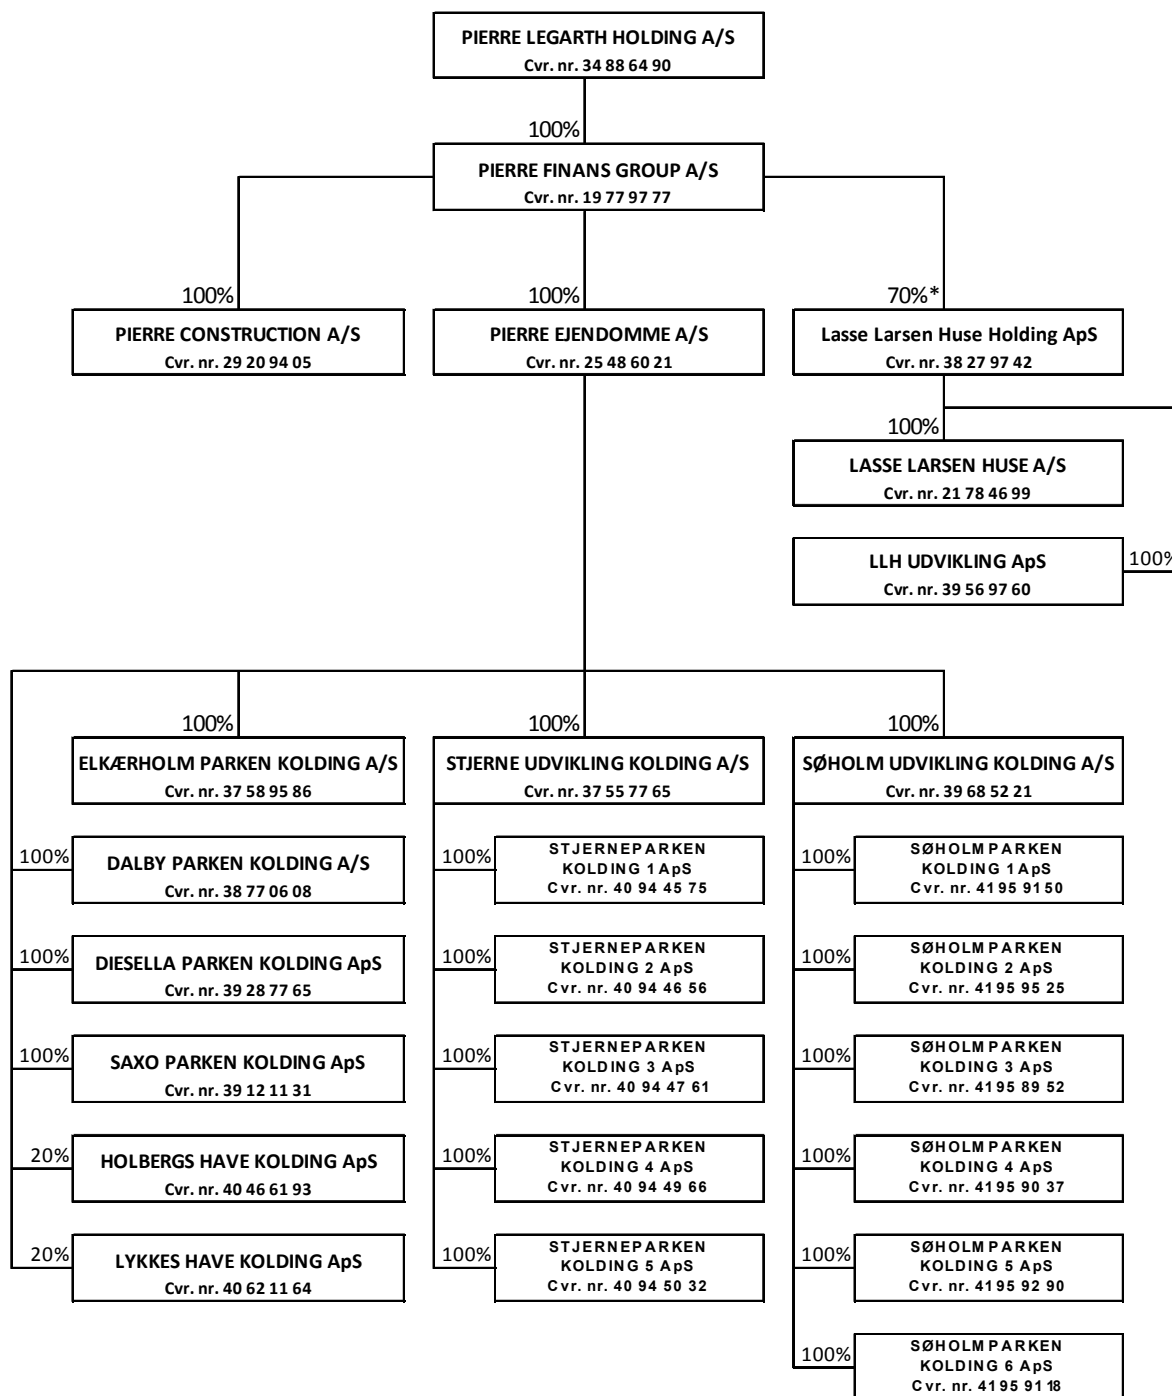 PIERRE LEGARTH HOLDING A/S
Cvr. nr. 34 88 64 90
100%
PIERRE FINANS GROUP A/S
Cvr. nr. 19 77 97 77
100%
100%
70%*
PIERRE CONSTRUCTION A/S
Cvr. nr. 29 20 94 05
PIERRE EJENDOMME A/S
Cvr. nr. 25 48 60 21
Lasse Larsen Huse Holding ApS
Cvr. nr. 38 27 97 42
100%
LASSE LARSEN HUSE A/S
Cvr. nr. 21 78 46 99
LLH UDVIKLING ApS
Cvr. nr. 39 56 97 60
100%
100%
100%
100%
ELKÆRHOLM PARKEN KOLDING A/S
Cvr. nr. 37 58 95 86
STJERNE UDVIKLING KOLDING A/S
Cvr. nr. 37 55 77 65
SØHOLM UDVIKLING KOLDING A/S
Cvr. nr. 39 68 52 21
100%
DALBY PARKEN KOLDING A/S
Cvr. nr. 38 77 06 08
100%
STJERNEPARKEN
KOLDING 1 ApS
Cvr. nr. 40 94 45 75
100%
SØHOLMPARKEN
KOLDING 1 ApS
Cvr. nr. 41 95 91 50
100%
DIESELLA PARKEN KOLDING ApS
Cvr. nr. 39 28 77 65
100%
STJERNEPARKEN
KOLDING 2 ApS
Cvr. nr. 40 94 46 56
100%
SØHOLMPARKEN
KOLDING 2 ApS
Cvr. nr. 41 95 95 25
100%
SAXO PARKEN KOLDING ApS
Cvr. nr. 39 12 11 31
100%
STJERNEPARKEN
KOLDING 3 ApS
Cvr. nr. 40 94 47 61
100%
SØHOLMPARKEN
KOLDING 3 ApS
Cvr. nr. 41 95 89 52
20%
HOLBERGS HAVE KOLDING ApS
Cvr. nr. 40 46 61 93
100%
STJERNEPARKEN
KOLDING 4 ApS
Cvr. nr. 40 94 49 66
100%
SØHOLMPARKEN
KOLDING 4 ApS
Cvr. nr. 41 95 90 37
20%
LYKKES HAVE KOLDING ApS
Cvr. nr. 40 62 11 64
100%
STJERNEPARKEN
KOLDING 5 ApS
Cvr. nr. 40 94 50 32
100%
SØHOLMPARKEN
KOLDING 5 ApS
Cvr. nr. 41 95 92 90
100%
SØHOLMPARKEN
KOLDING 6 ApS
Cvr. nr. 41 95 91 18